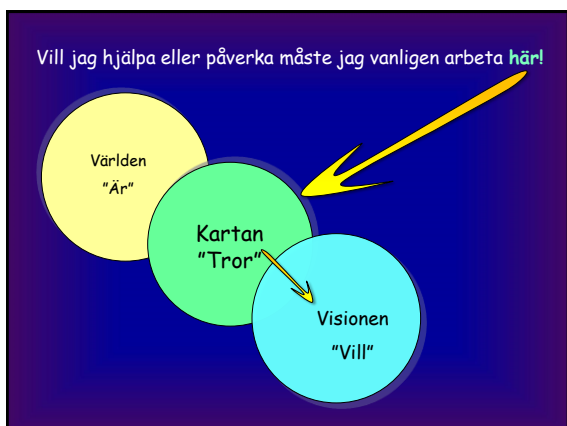 Vill jag hjälpa eller påverka måste jag vanligen arbeta här!
Världen
”Är”
Kartan
”Tror”
Visionen
”Vill”